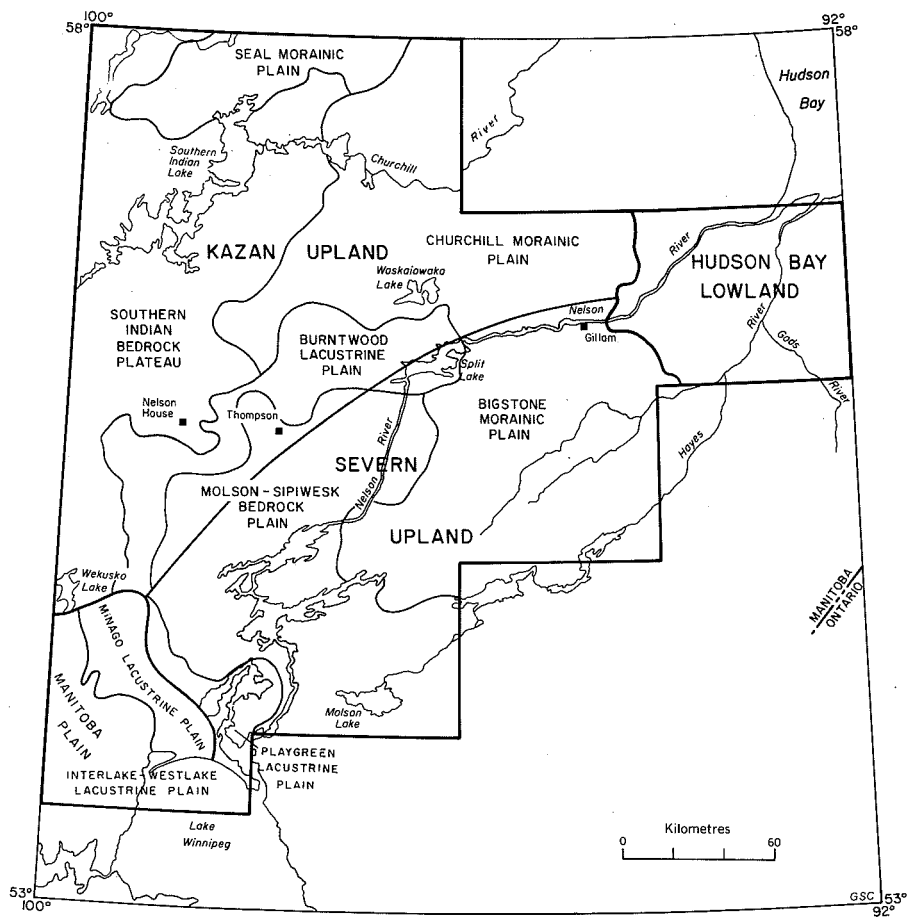 100°
58°
92°
58°
SEAL MORAINIC
PLAIN
Hudson
Bay
River
Southern
Indian
Lake
Churchill
KAZAN UPLAND
CHURCHILL MORAINIC
PLAIN
River
HUDSON BAY
LOWLAND
Waskaiowaka
Lake
Nelson
Gillam
River
Gods
River
SOUTHERN
INDIAN
BEDROCK
PLATEAU
BURNTWOOD
LACUSTRINE
PLAIN
Split
Lake
Nelson
House
Thompson
BIGSTONE
MORAINIC
PLAIN
River
Hayes
SEVERN
Nelson
MOLSON-SIPIWESK
BEDROCK
PLAIN
UPLAND
Wekusko
Lake
MANITOBA
ONTARIO
MINAGO LACUSTRINE PLAIN
MANITOBA
PLAIN
Molson
Lake
PLAYGREEN
LACUSTRINE
PLAIN
INTERLAKE-WESTLAKE
LACUSTRINE PLAIN
Lake
Winnipeg
Kilometres
0 60
53°
100°
GSC
53°
92°